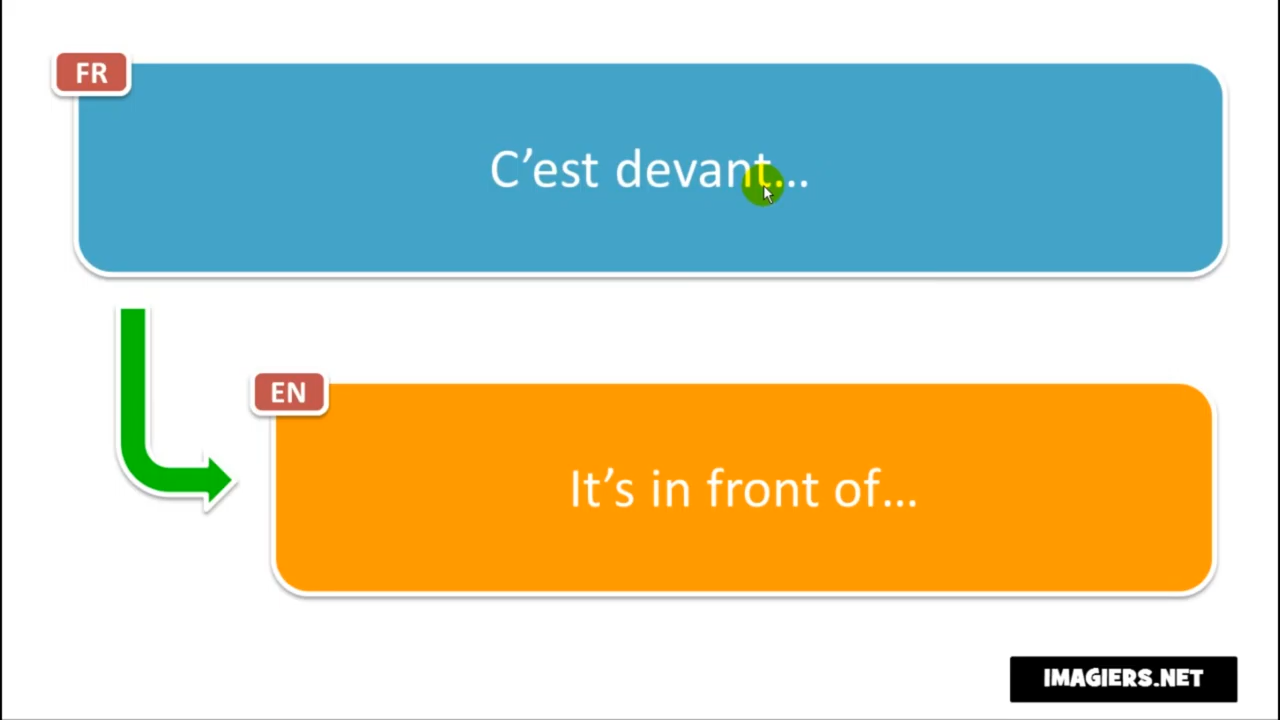 FR
C’est devant...
EN
It’s in front of...
IMAGIERS.NET